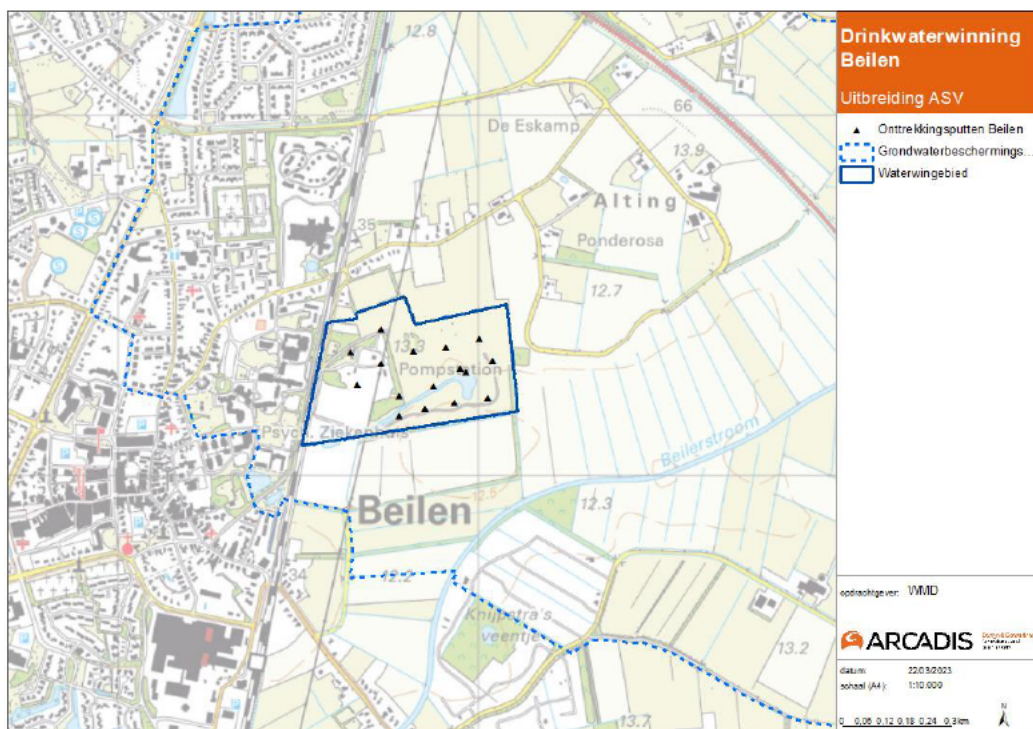 Drinkwaterwinning
Beilen
Uitbreiding ASV
Onttrekkingsputten Beilen
Grondwaterbeschermings...
Waterwingebied
12.8
66
De Eskamp
13.9
Alting
35
Ponderosa
12.7
13.3
Pompstation
Psych. Ziekenhuis
Beilerstroom
12.5
Beilen
12.3
34
12.2
Knijpstra's
veentje
13.2
13.7
opdrachtgever: WMD
ARCADIS
datum: 22/03/2023
schaal (A4): 1:10.000
0 0,06 0,12 0,18 0,24 0,3 km
N